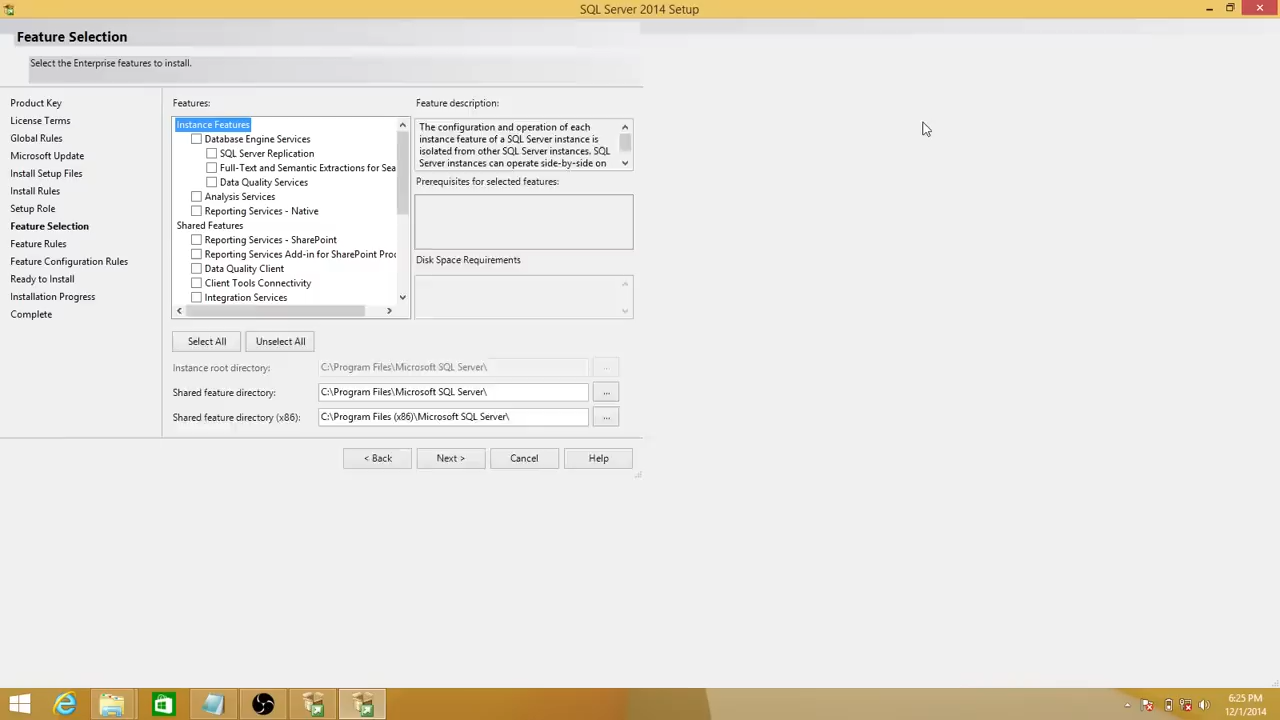 SQL Server 2014 Setup
Feature Selection
Select the Enterprise features to install.
Product Key
License Terms
Global Rules
Microsoft Update
Install Setup Files
Install Rules
Setup Role
Feature Selection
Feature Rules
Feature Configuration Rules
Ready to Install
Installation Progress
Complete
Features:
Instance Features
Database Engine Services
SQL Server Replication
Full-Text and Semantic Extractions for Sea
Data Quality Services
Analysis Services
Reporting Services - Native
Shared Features
Reporting Services - SharePoint
Reporting Services Add-in for SharePoint Proc
Data Quality Client
Client Tools Connectivity
Integration Services
Feature description:
The configuration and operation of each
instance feature of a SQL Server instance is
isolated from other SQL Server instances. SQL
Server instances can operate side-by-side on
Prerequisites for selected features:
Disk Space Requirements
Select All
Unselect All
Instance root directory:
C:\Program Files\Microsoft SQL Server\
...
Shared feature directory:
C:\Program Files\Microsoft SQL Server\
...
Shared feature directory (x86):
C:\Program Files (x86)\Microsoft SQL Server\
...
< Back
Next >
Cancel
Help
6:25 PM
12/1/2014